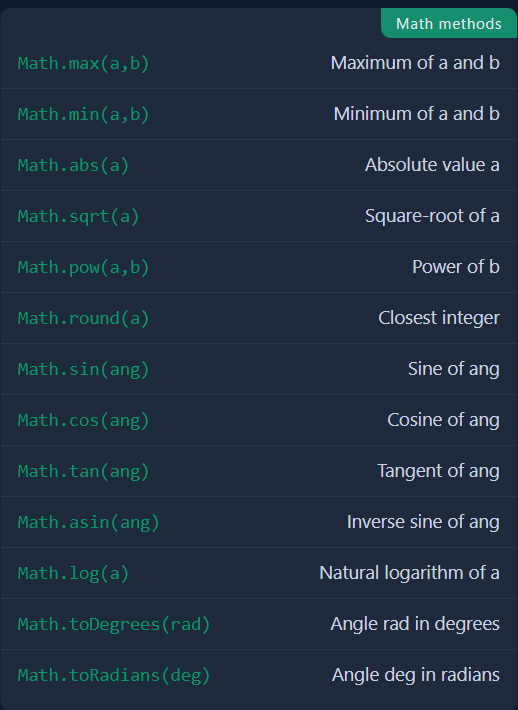 Math methods
Math.max(a,b) Maximum of a and b
Math.min(a,b) Minimum of a and b
Math.abs(a) Absolute value a
Math.sqrt(a) Square-root of a
Math.pow(a,b) Power of b
Math.round(a) Closest integer
Math.sin(ang) Sine of ang
Math.cos(ang) Cosine of ang
Math.tan(ang) Tangent of ang
Math.asin(ang) Inverse sine of ang
Math.log(a) Natural logarithm of a
Math.toDegrees(rad) Angle rad in degrees
Math.toRadians(deg) Angle deg in radians